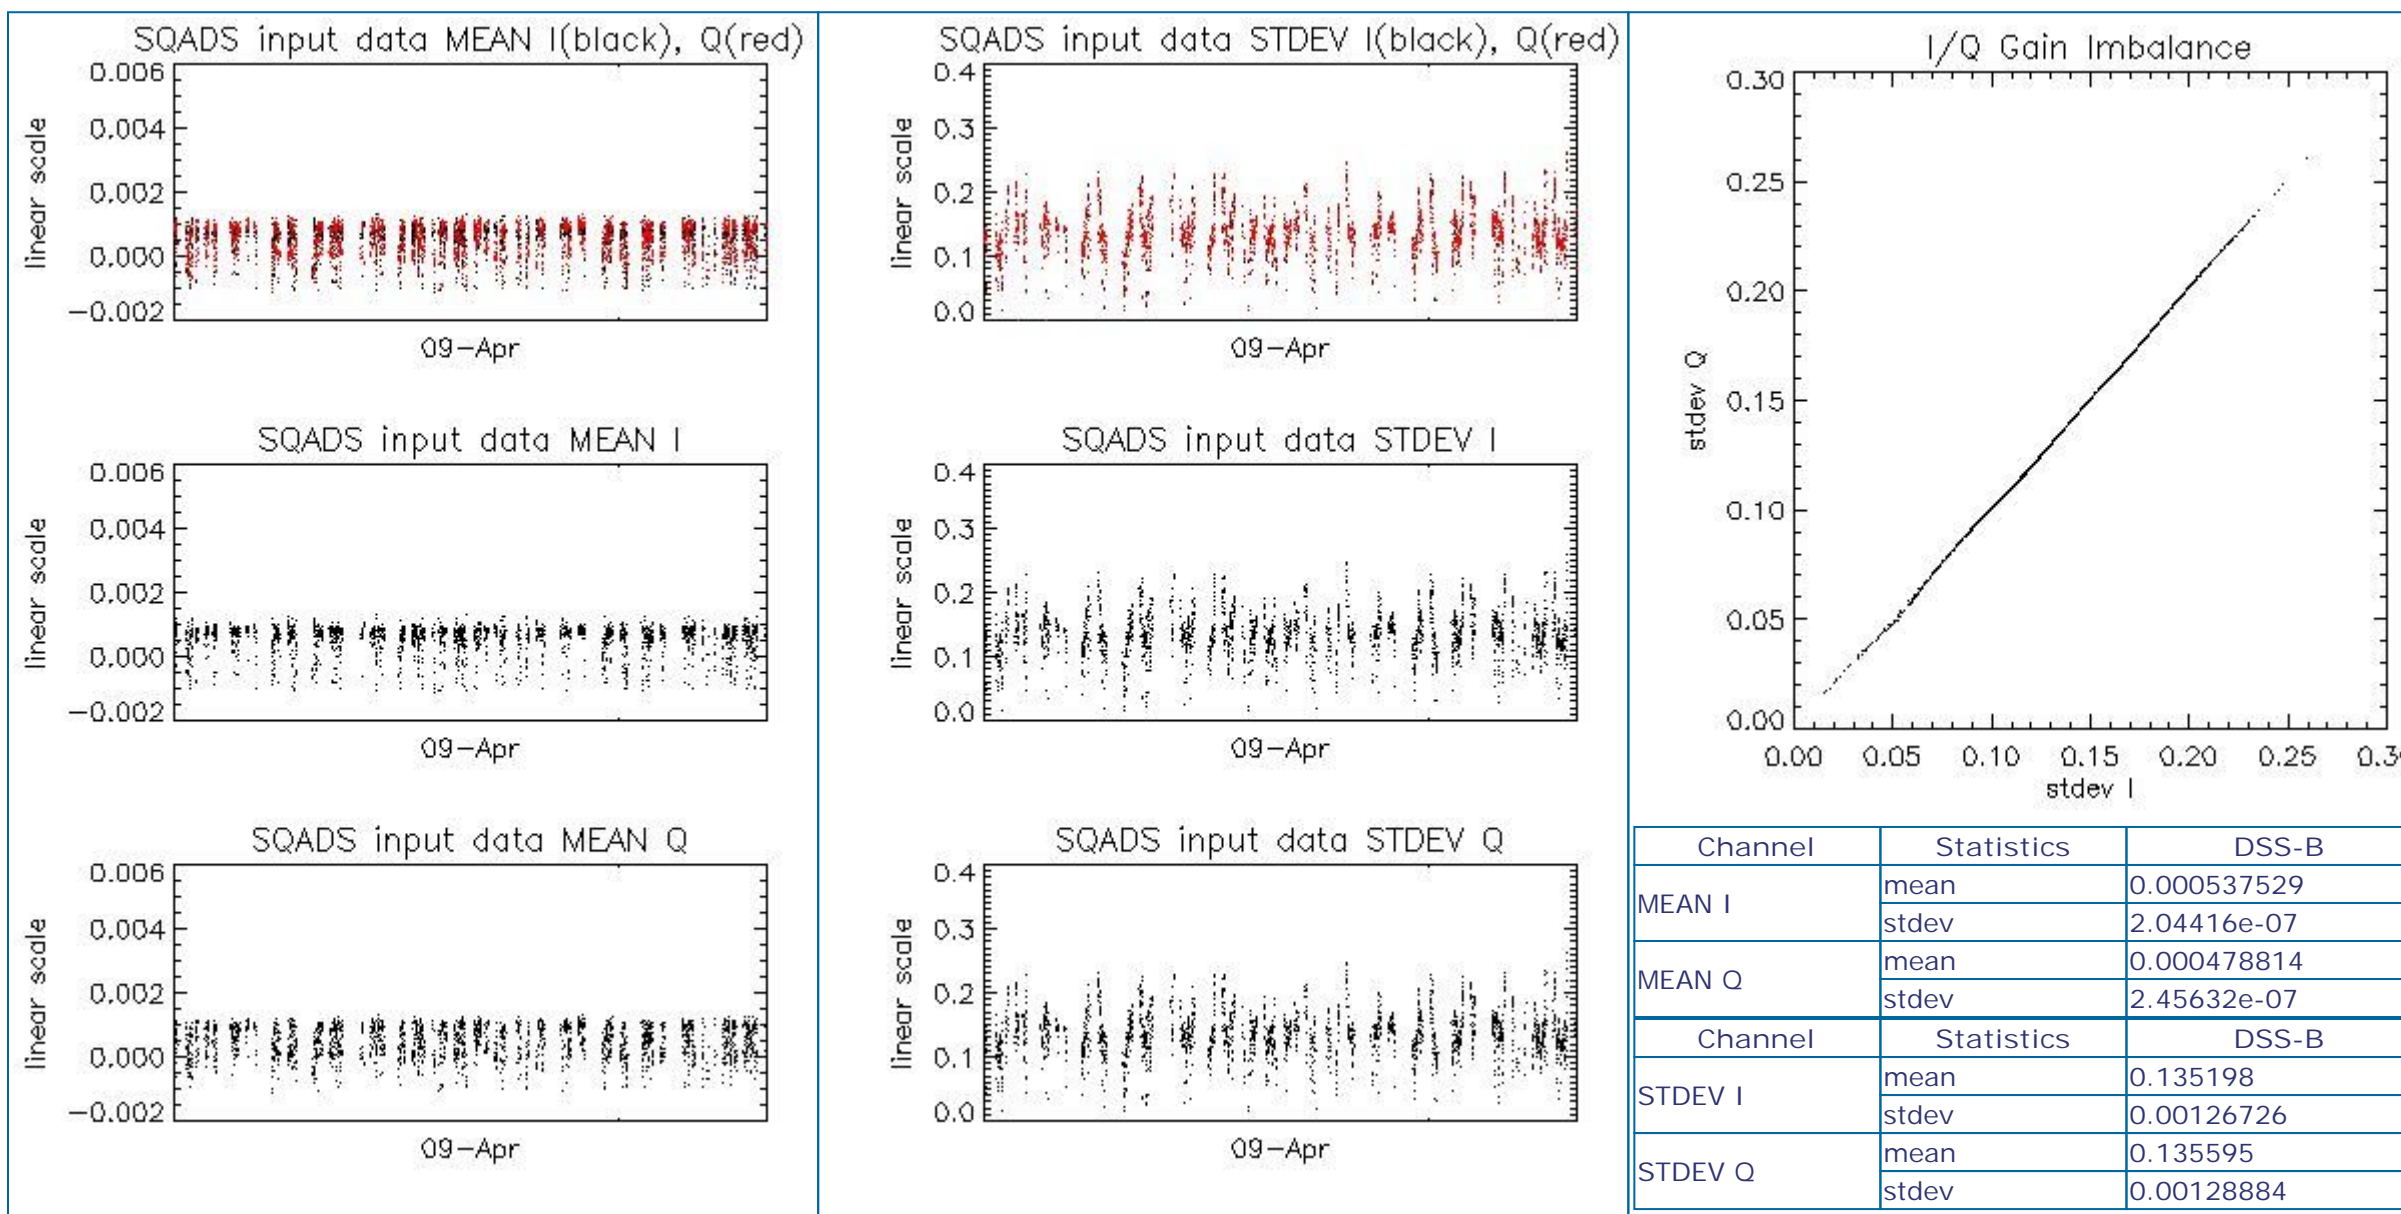 SQADS input data MEAN I(black), Q(red)
0.006
0.004
0.002
0.000
−0.002
linear scale
09−Apr
SQADS input data MEAN I
0.006
0.004
0.002
0.000
−0.002
linear scale
09−Apr
SQADS input data MEAN Q
0.006
0.004
0.002
0.000
−0.002
linear scale
09−Apr
SQADS input data STDEV I(black), Q(red)
0.4
0.3
0.2
0.1
0.0
linear scale
09−Apr
SQADS input data STDEV I
0.4
0.3
0.2
0.1
0.0
linear scale
09−Apr
SQADS input data STDEV Q
0.4
0.3
0.2
0.1
0.0
linear scale
09−Apr
I/Q Gain Imbalance
0.30
0.25
0.20
0.15
0.10
0.05
0.00
stdev Q
0.00 0.05 0.10 0.15 0.20 0.25
stdev I
Channel Statistics DSS-B
MEAN I mean 0.000537529
stdev 2.04416e-07
MEAN Q mean 0.000478814
stdev 2.45632e-07
Channel Statistics DSS-B
STDEV I mean 0.135198
stdev 0.00126726
STDEV Q mean 0.135595
stdev 0.00128884